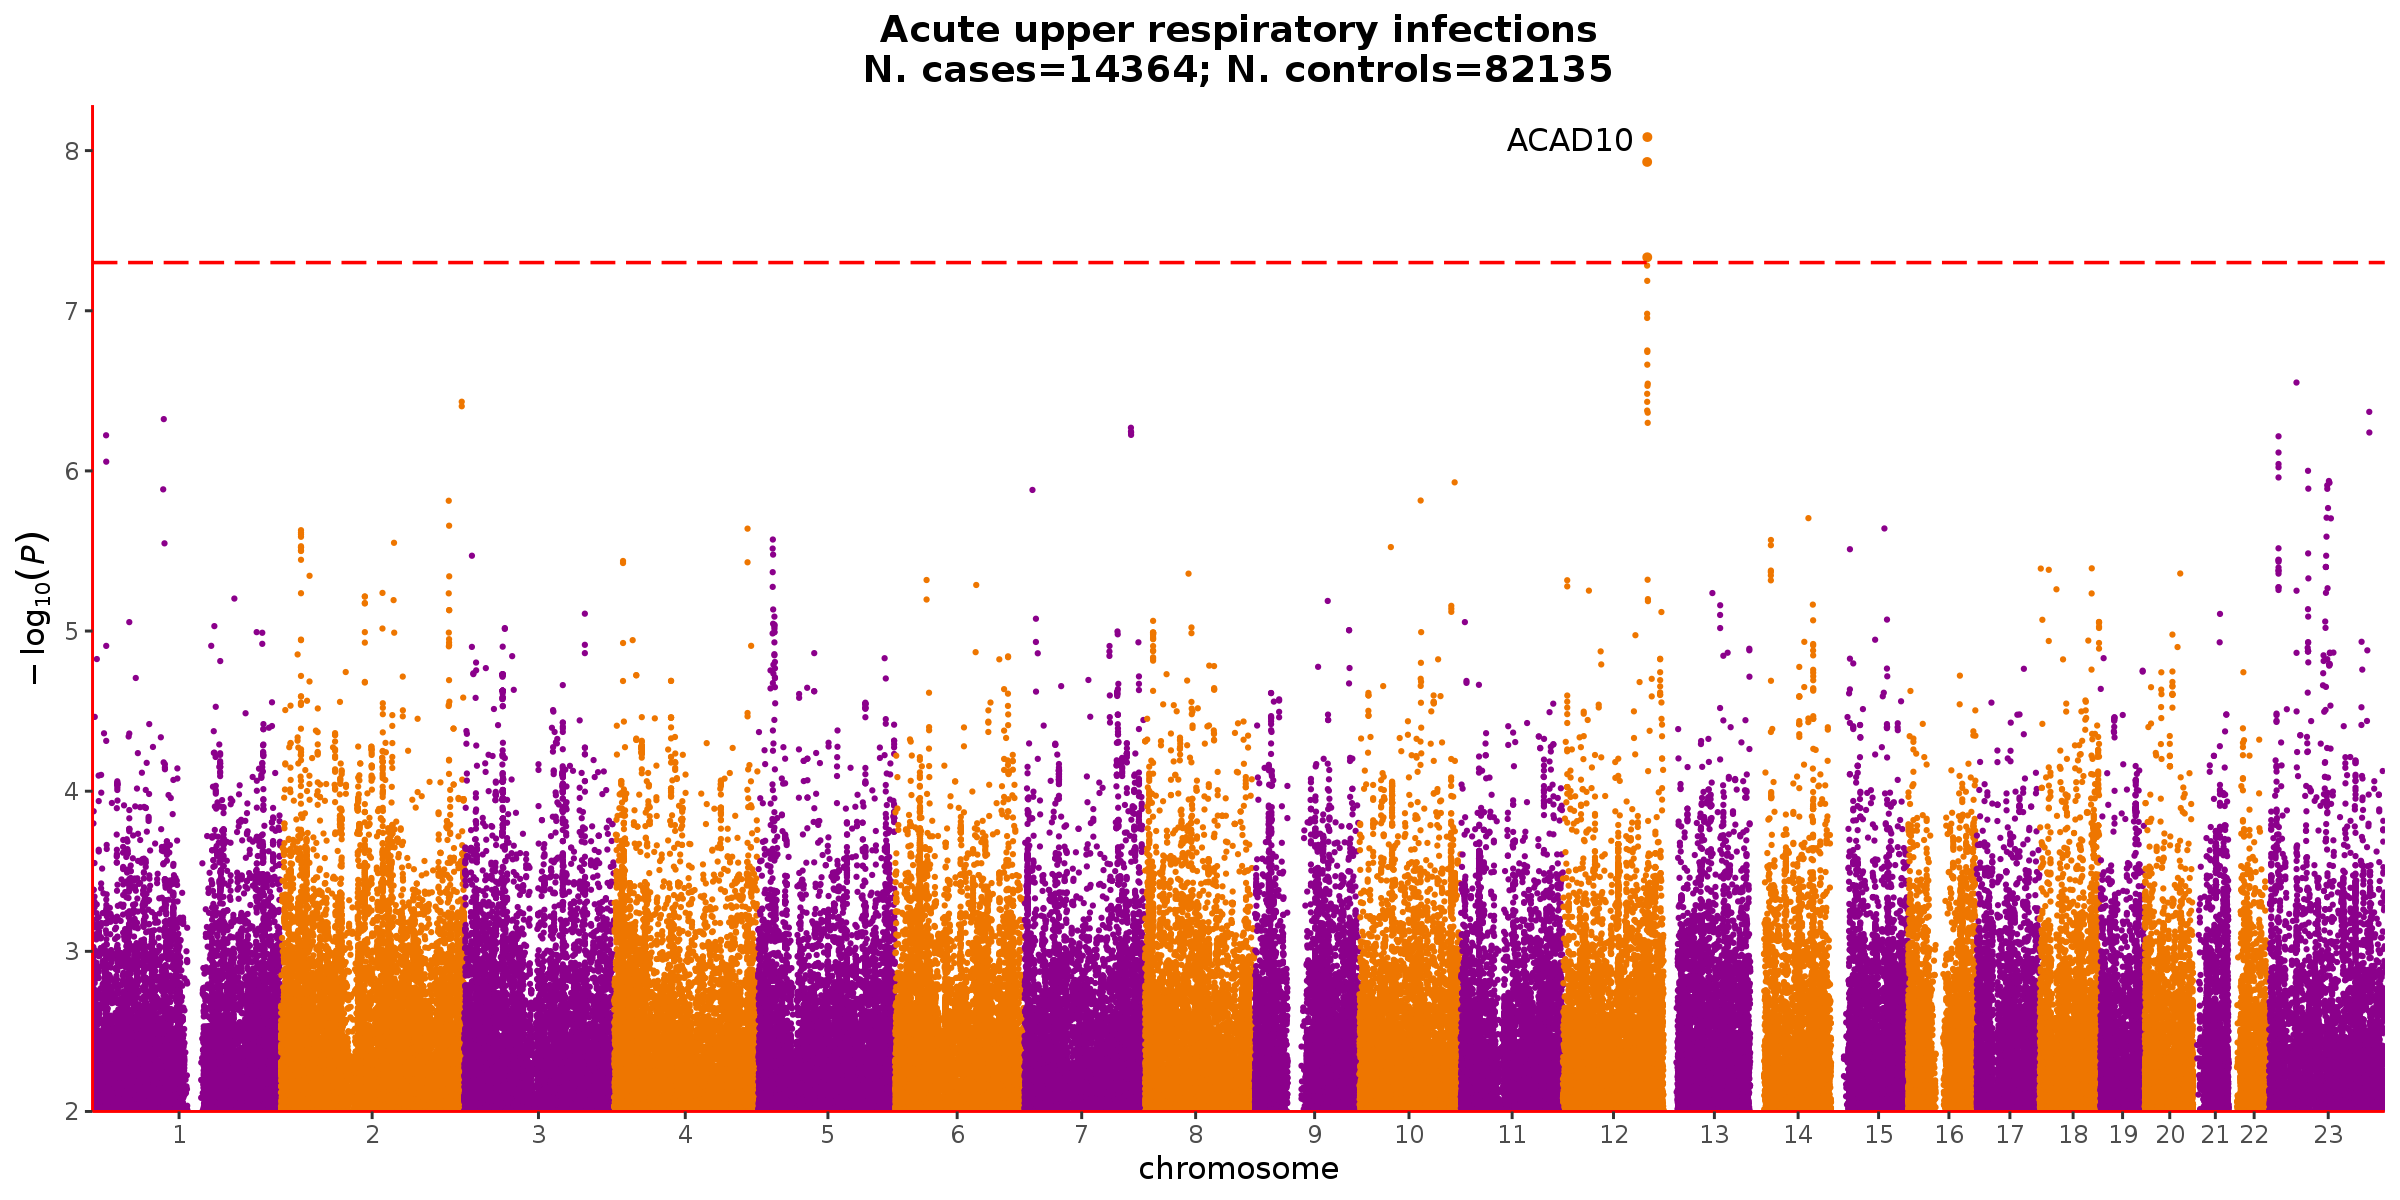 Acute upper respiratory infections
N. cases=14364; N. controls=82135
ACAD10
8
7
6
5
4
3
2
−log₁₀(P)
1 2 3 4 5 6 7 8 9 10 11 12 13 14 15 16 17 18 19 20 21 22 23
chromosome